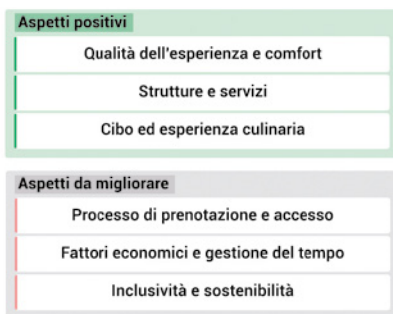 Aspetti positivi
Qualità dell'esperienza e comfort
Strutture e servizi
Cibo ed esperienza culinaria
Aspetti da migliorare
Processo di prenotazione e accesso
Fattori economici e gestione del tempo
Inclusività e sostenibilità